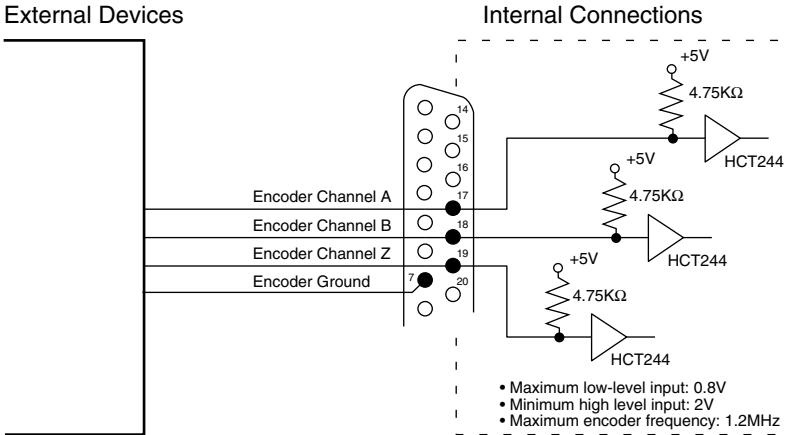 External Devices
Internal Connections
+5V
4.75KΩ
14
15
+5V
HCT244
16
Encoder Channel A
17
4.75KΩ
Encoder Channel B
18
Encoder Channel Z
19
+5V
HCT244
Encoder Ground
7
20
4.75KΩ
HCT244
• Maximum low-level input: 0.8V
• Minimum high level input: 2V
• Maximum encoder frequency: 1.2MHz